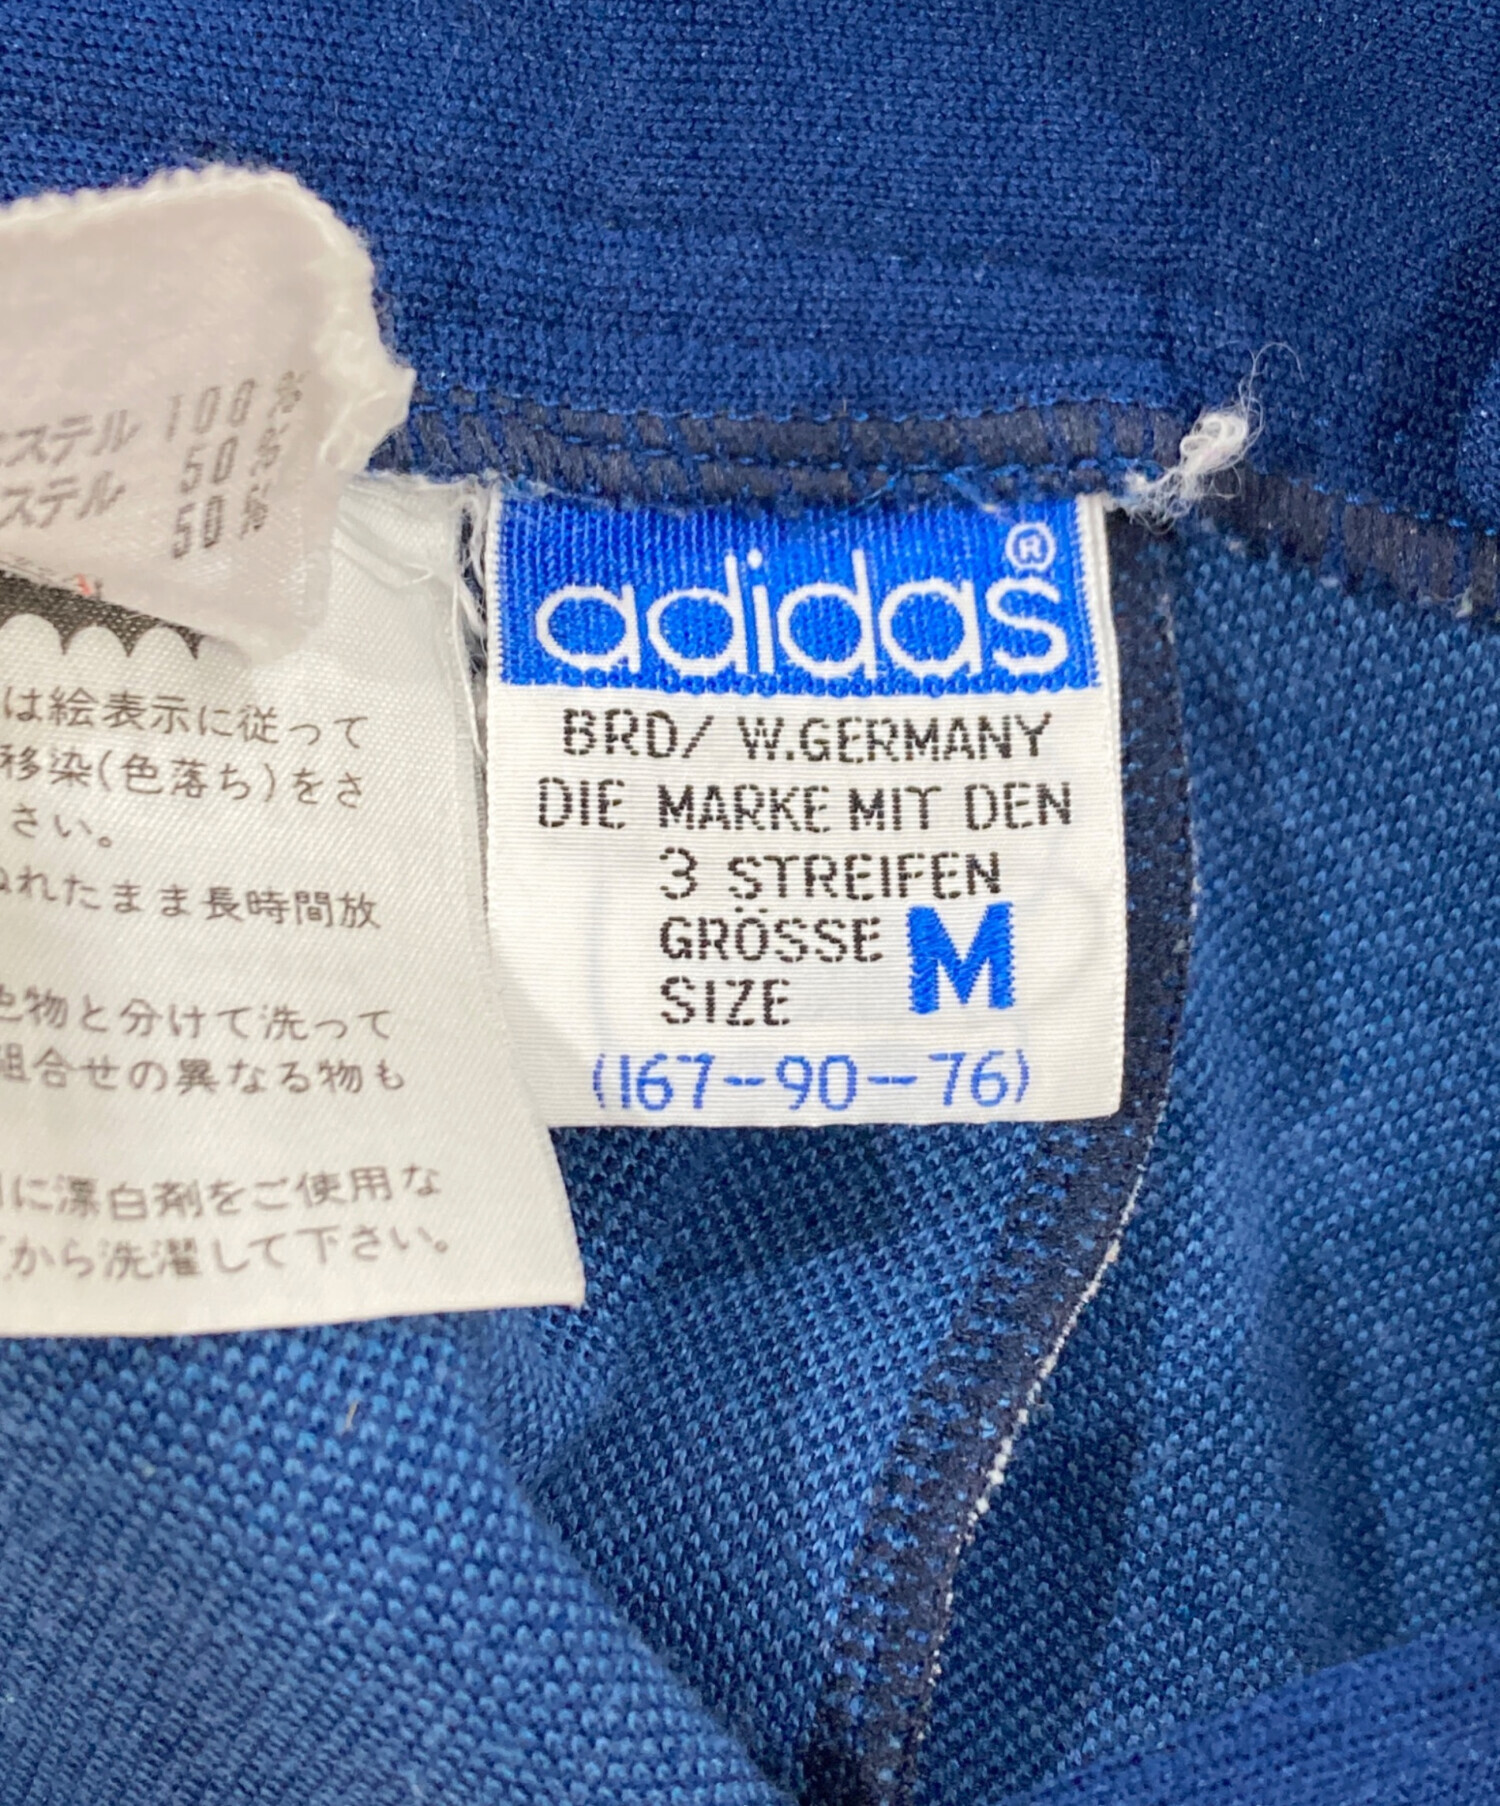 エステル 100%
50%
ステル 50%
は絵表示に従って
移染(色落ち)をさ
さい。
ぬれたまま長時間放
色物と分けて洗って
組合せの異なる物も
に漂白剤をご使用な
から洗濯して下さい。
adidas®
BRD/ W.GERMANY
DIE MARKE MIT DEN
3 STREIFEN
GRÖSSE M
SIZE
(167-90-76)